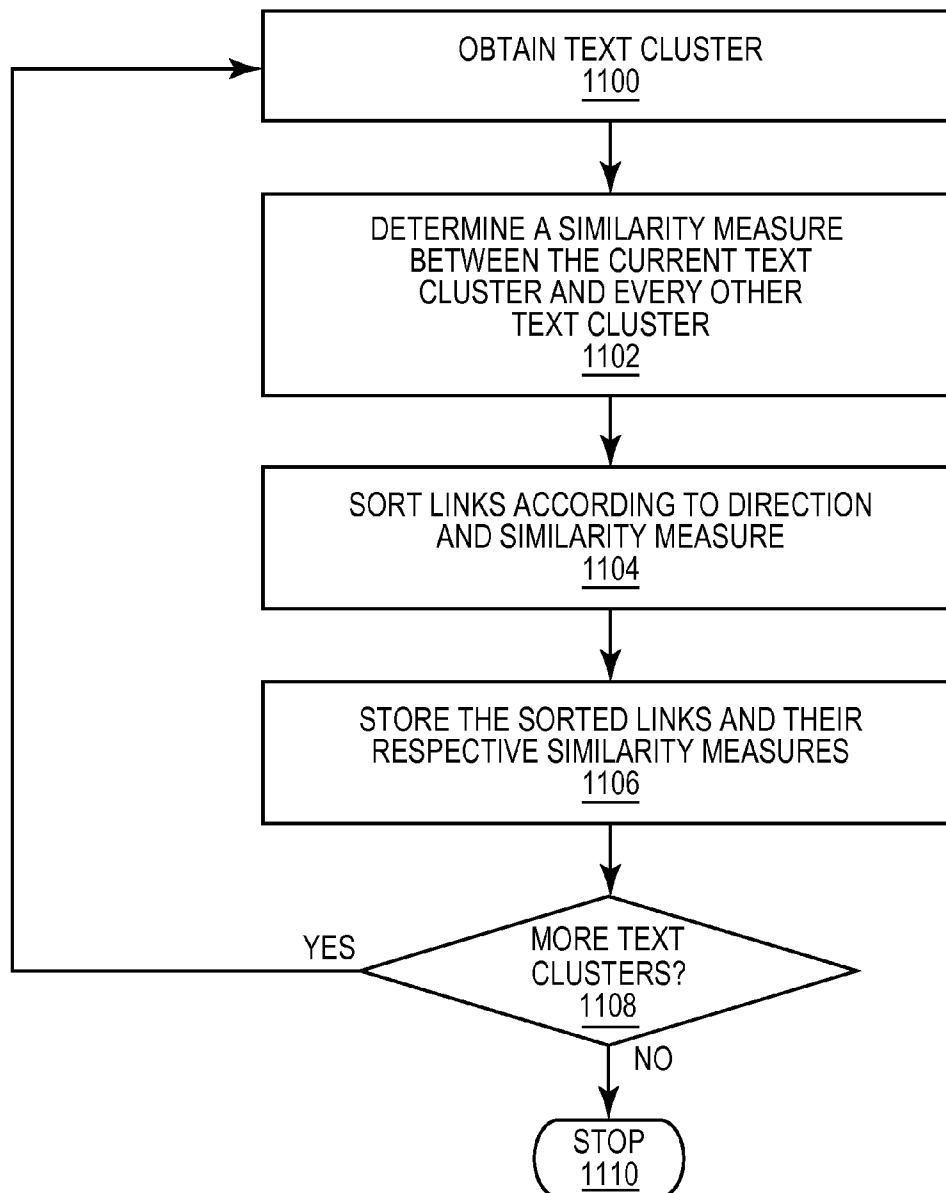 OBTAIN TEXT CLUSTER
1100
DETERMINE A SIMILARITY MEASURE
BETWEEN THE CURRENT TEXT
CLUSTER AND EVERY OTHER
TEXT CLUSTER
1102
SORT LINKS ACCORDING TO DIRECTION
AND SIMILARITY MEASURE
1104
STORE THE SORTED LINKS AND THEIR
RESPECTIVE SIMILARITY MEASURES
1106
YES
MORE TEXT
CLUSTERS?
1108
NO
STOP
1110